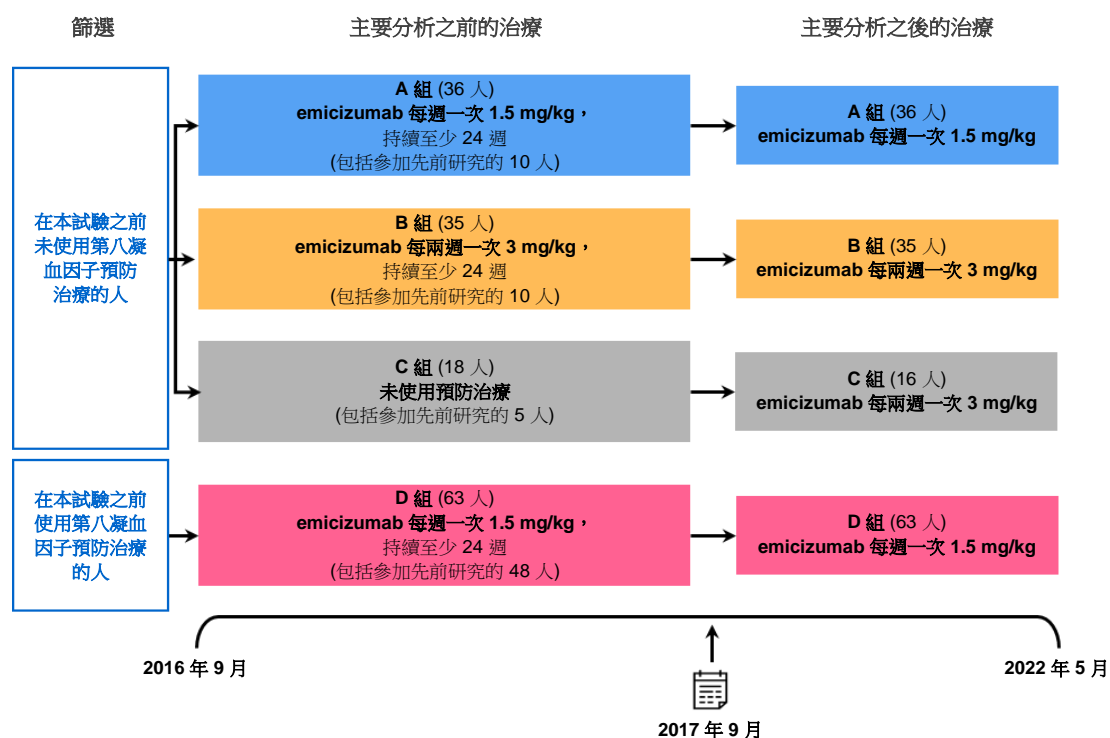 篩選
主要分析之前的治療
主要分析之後的治療
在本試驗之前
未使用第八凝
血因子預防
治療的人
A 組 (36 人)
emicizumab 每週一次 1.5 mg/kg，
持續至少 24 週
(包括參加先前研究的 10 人)
A 組 (36 人)
emicizumab 每週一次 1.5 mg/kg
B 組 (35 人)
emicizumab 每兩週一次 3 mg/kg，
持續至少 24 週
(包括參加先前研究的 10 人)
B 組 (35 人)
emicizumab 每兩週一次 3 mg/kg
C 組 (18 人)
未使用預防治療
(包括參加先前研究的 5 人)
C 組 (16 人)
emicizumab 每兩週一次 3 mg/kg
在本試驗之前
使用第八凝血
因子預防治療
的人
D 組 (63 人)
emicizumab 每週一次 1.5 mg/kg，
持續至少 24 週
(包括參加先前研究的 48 人)
D 組 (63 人)
emicizumab 每週一次 1.5 mg/kg
2016 年 9 月
2022 年 5 月
2017 年 9 月